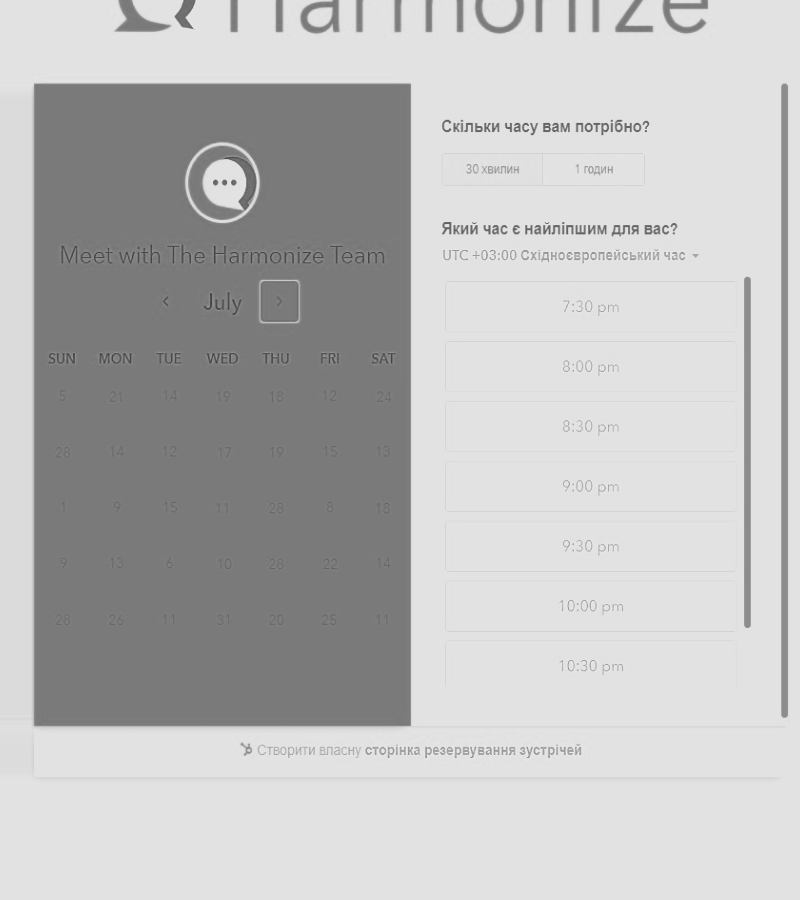 Harmonize
Meet with The Harmonize Team
July
SUN MON TUE WED THU FRI SAT
5 21 14 19 18 12 24
28 14 12 17 19 15 13
1 9 15 11 28 8 18
9 13 6 10 28 22 14
28 26 11 31 20 25 11
Скільки часу вам потрібно?
30 хвилин 1 годин
Який час є найліпшим для вас?
UTC +03:00 Східноєвропейський час
7:30 pm
8:00 pm
8:30 pm
9:00 pm
9:30 pm
10:00 pm
10:30 pm
Створити власну сторінка резервування зустрічей